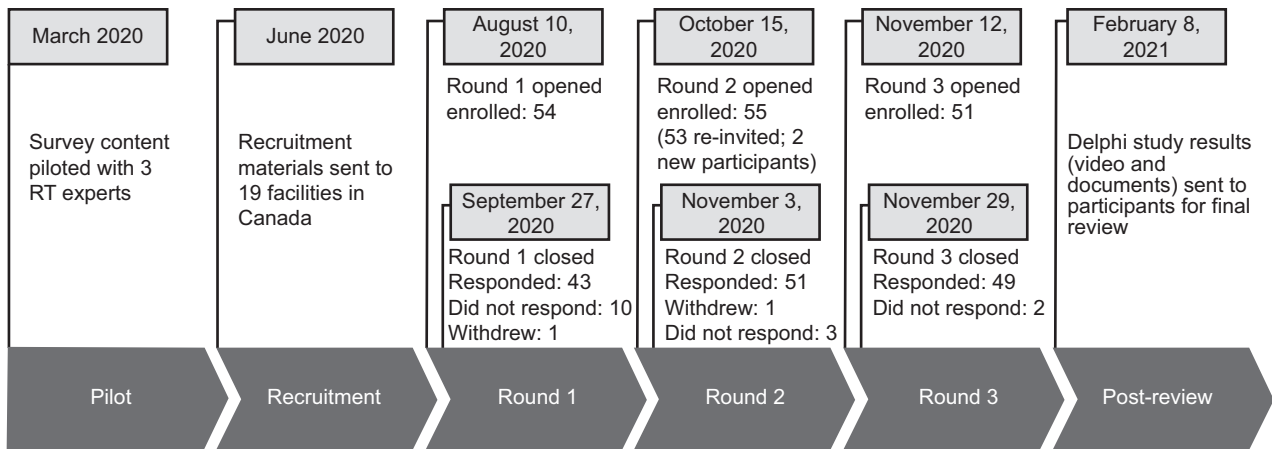 March 2020
Survey content
piloted with 3
RT experts
June 2020
Recruitment
materials sent to
19 facilities in
Canada
August 10,
2020
Round 1 opened
enrolled: 54
September 27,
2020
Round 1 closed
Responded: 43
Did not respond: 10
Withdrew: 1
October 15,
2020
Round 2 opened
enrolled: 55
(53 re-invited; 2
new participants)
November 3,
2020
Round 2 closed
Responded: 51
Withdrew: 1
Did not respond: 3
November 12,
2020
Round 3 opened
enrolled: 51
November 29,
2020
Round 3 closed
Responded: 49
Did not respond: 2
February 8,
2021
Delphi study results
(video and
documents) sent to
participants for final
review
Pilot
Recruitment
Round 1
Round 2
Round 3
Post-review